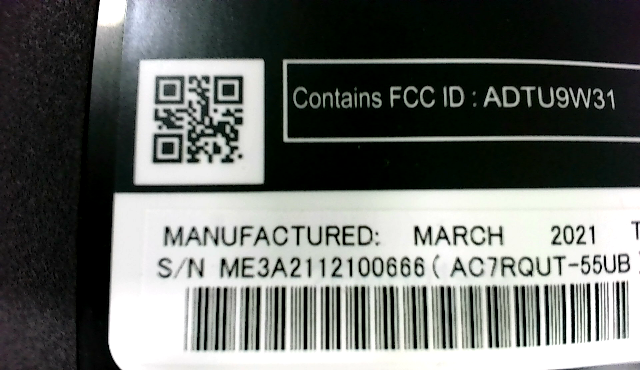 Contains FCC ID : ADTU9W31
MANUFACTURED: MARCH 2021 T
S/N ME3A2112100666 ( AC7RQUT-55UB )